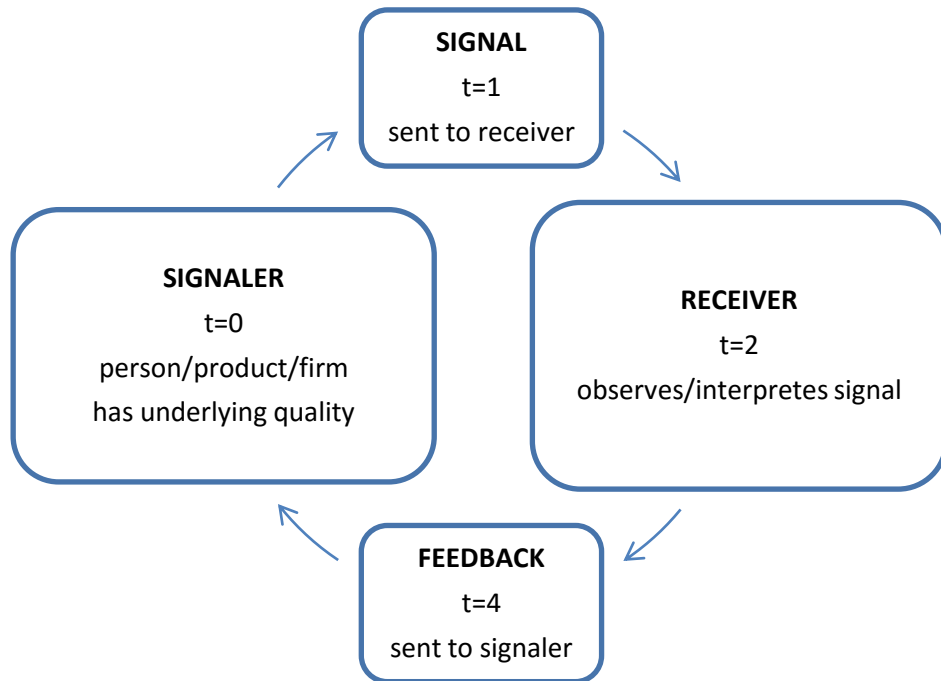 SIGNAL
t=1
sent to receiver
SIGNALER
t=0
person/product/firm
has underlying quality
RECEIVER
t=2
observes/interpretes signal
FEEDBACK
t=4
sent to signaler